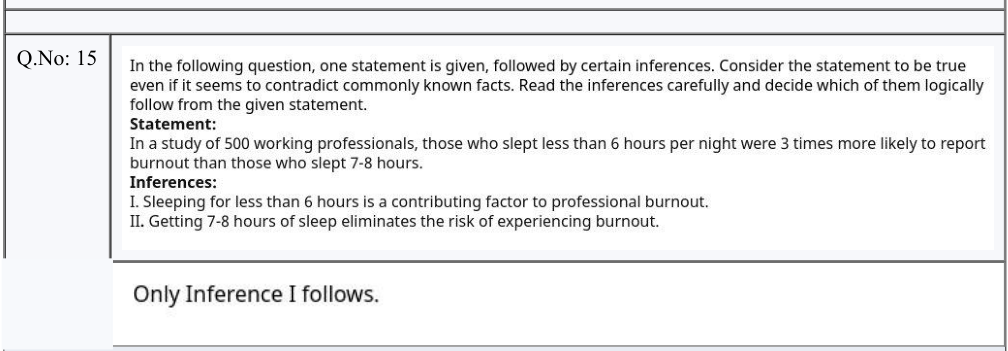 Q.No: 15
In the following question, one statement is given, followed by certain inferences. Consider the statement to be true
even if it seems to contradict commonly known facts. Read the inferences carefully and decide which of them logically
follow from the given statement.
Statement:
In a study of 500 working professionals, those who slept less than 6 hours per night were 3 times more likely to report
burnout than those who slept 7-8 hours.
Inferences:
I. Sleeping for less than 6 hours is a contributing factor to professional burnout.
II. Getting 7-8 hours of sleep eliminates the risk of experiencing burnout.
Only Inference I follows.